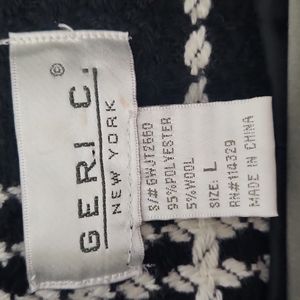 ©
GERI C.
NEW YORK
S/#GWJT2660
95%POLYESTER
5%WOOL
SIZE: L
RN#114329
MADE IN CHINA